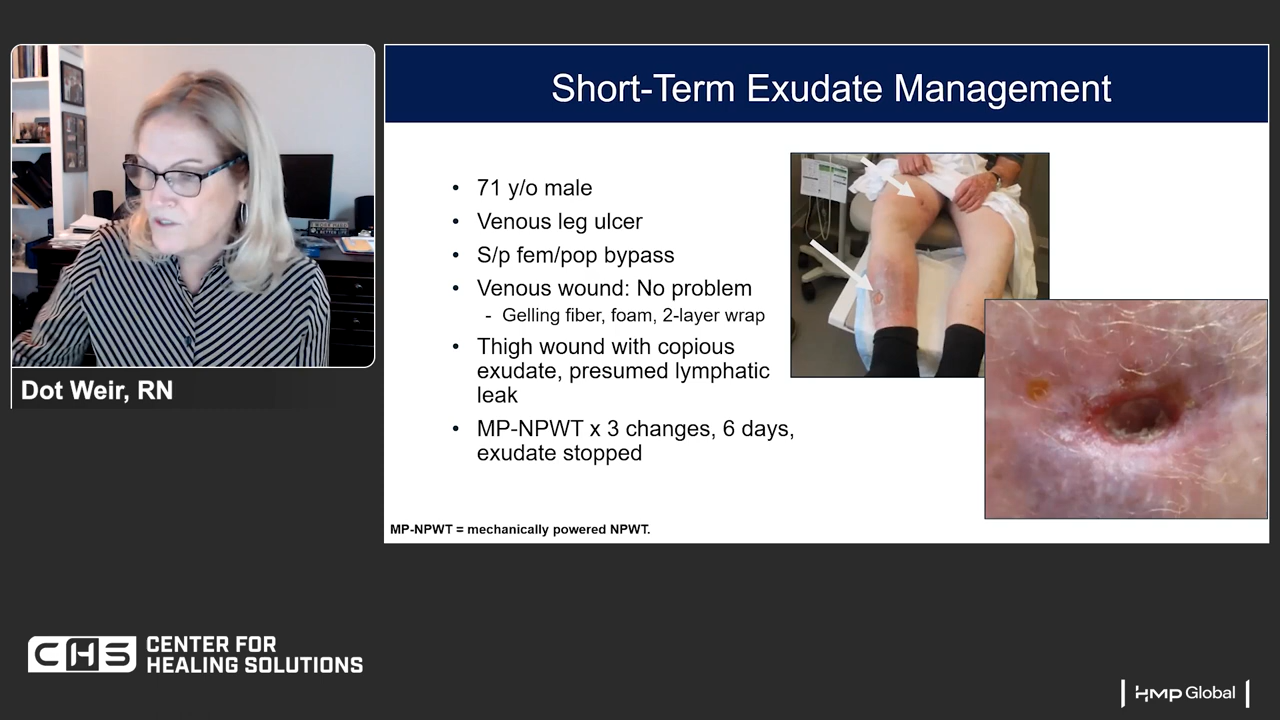 Short-Term Exudate Management
• 71 y/o male
• Venous leg ulcer
• S/p fem/pop bypass
• Venous wound: No problem
- Gelling fiber, foam, 2-layer wrap
• Thigh wound with copious
exudate, presumed lymphatic
leak
• MP-NPWT x 3 changes, 6 days,
exudate stopped
MP-NPWT = mechanically powered NPWT.
Dot Weir, RN
CHS CENTER FOR
HEALING SOLUTIONS
HMP Global